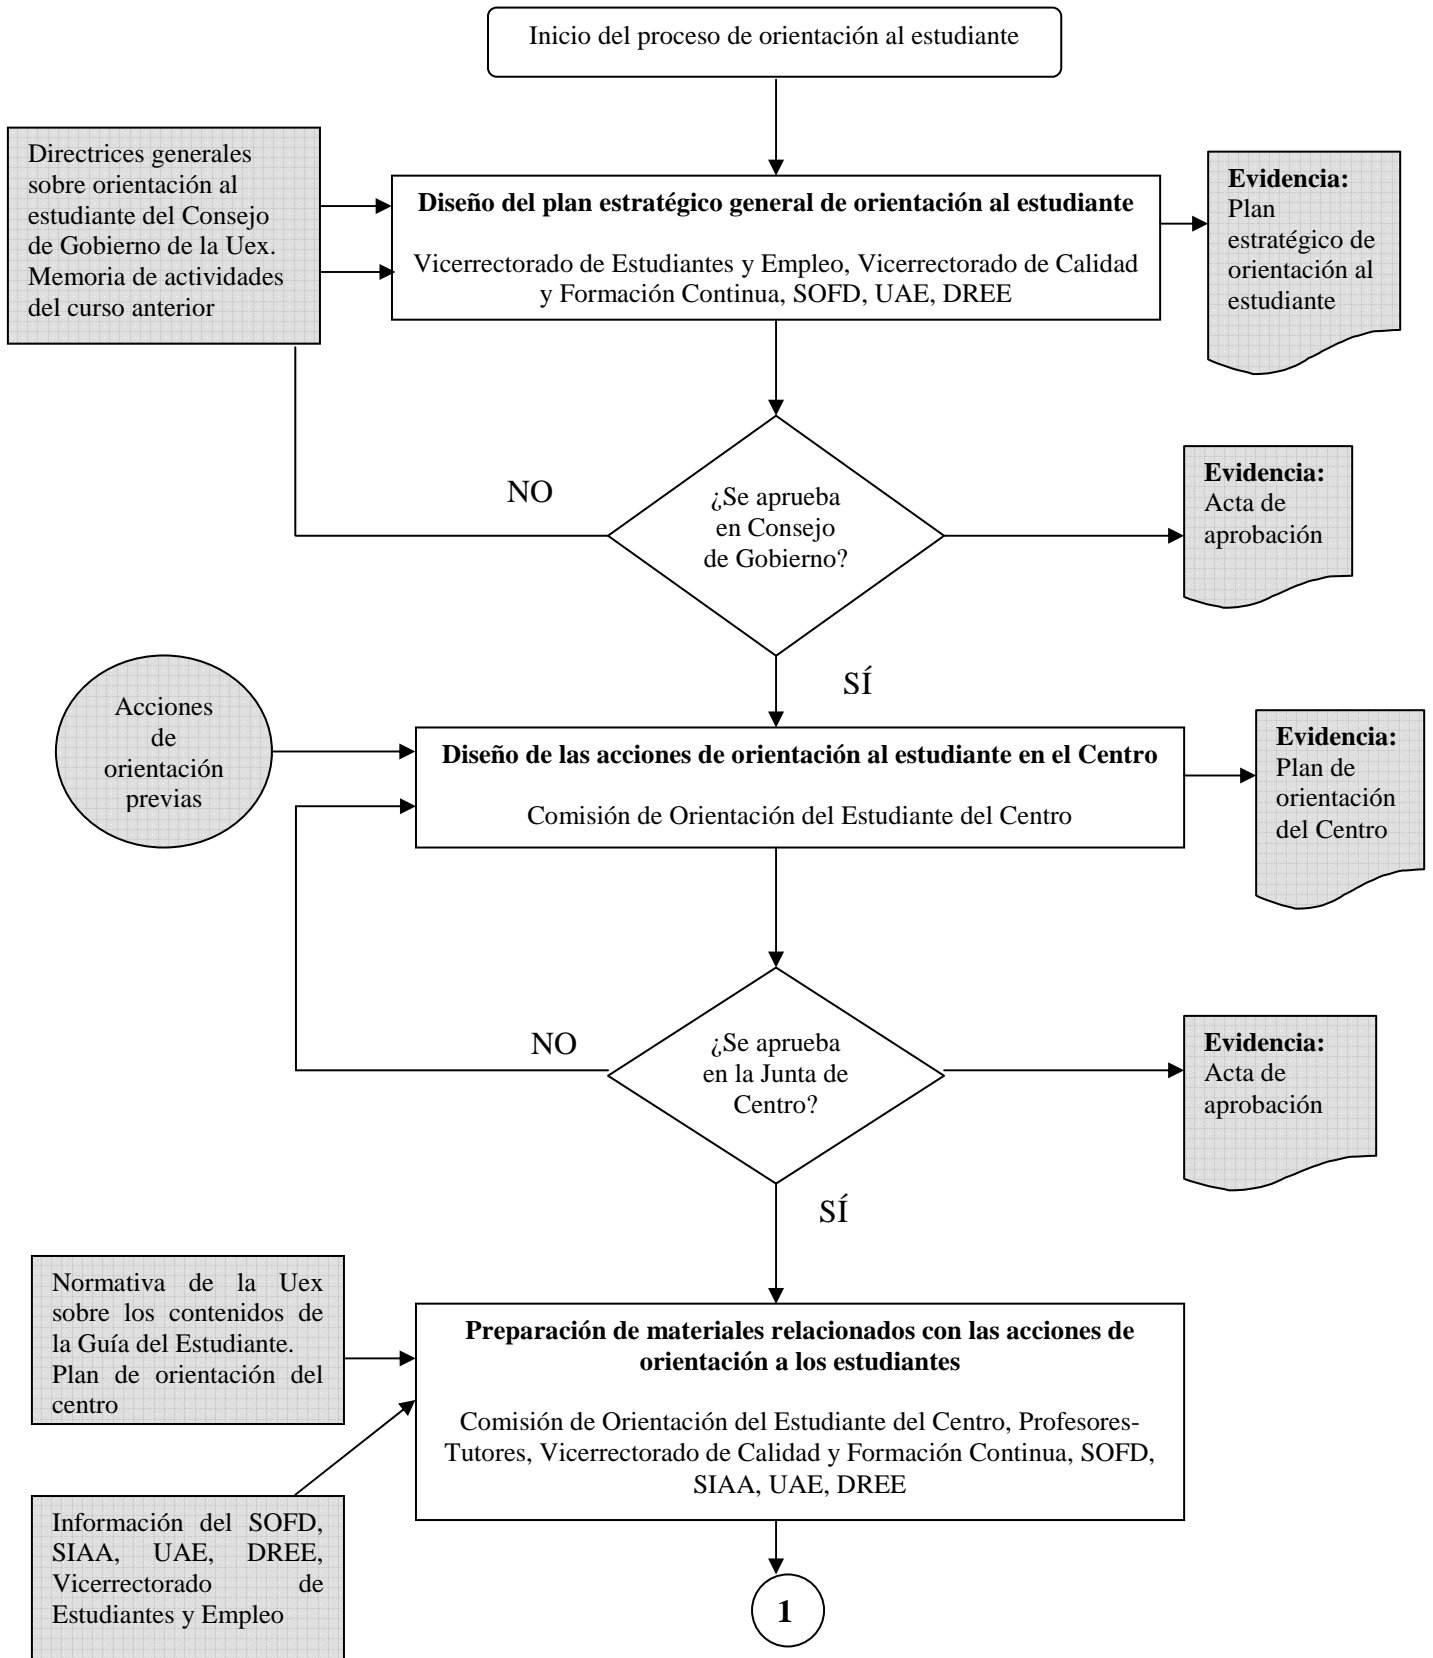 Inicio del proceso de orientación al estudiante
Directrices generales
sobre orientación al
estudiante del Consejo
de Gobierno de la Uex.
Memoria de actividades
del curso anterior
Diseño del plan estratégico general de orientación al estudiante
Vicerrectorado de Estudiantes y Empleo, Vicerrectorado de Calidad
y Formación Continua, SOFD, UAE, DREE
Evidencia:
Plan
estratégico de
orientación al
estudiante
NO
¿Se aprueba
en Consejo
de Gobierno?
Evidencia:
Acta de
aprobación
SÍ
Acciones
de
orientación
previas
Diseño de las acciones de orientación al estudiante en el Centro
Comisión de Orientación del Estudiante del Centro
Evidencia:
Plan de
orientación
del Centro
NO
¿Se aprueba
en la Junta de
Centro?
Evidencia:
Acta de
aprobación
SÍ
Normativa de la Uex
sobre los contenidos de
la Guía del Estudiante.
Plan de orientación del
centro
Preparación de materiales relacionados con las acciones de
orientación a los estudiantes
Comisión de Orientación del Estudiante del Centro, Profesores-
Tutores, Vicerrectorado de Calidad y Formación Continua, SOFD,
SIAA, UAE, DREE
Información del SOFD,
SIAA, UAE, DREE,
Vicerrectorado de
Estudiantes y Empleo
1